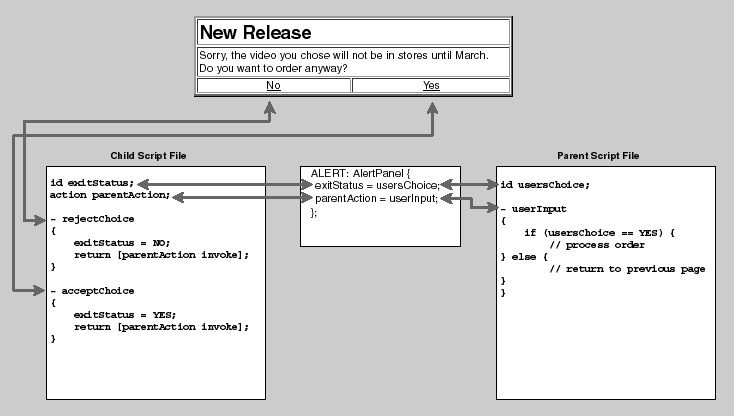 New Release
Sorry, the video you chose will not be in stores until March.
Do you want to order anyway?
No
Yes
Child Script File
id exitStatus;
action parentAction;
- rejectChoice
{
exitStatus = NO;
return [parentAction invoke];
}
- acceptChoice
{
exitStatus = YES;
return [parentAction invoke];
}
ALERT: AlertPanel {
exitStatus = usersChoice;
parentAction = userInput;
};
Parent Script File
id usersChoice;
- userInput
{
if (usersChoice == YES) {
// process order
} else {
// return to previous page
}
}